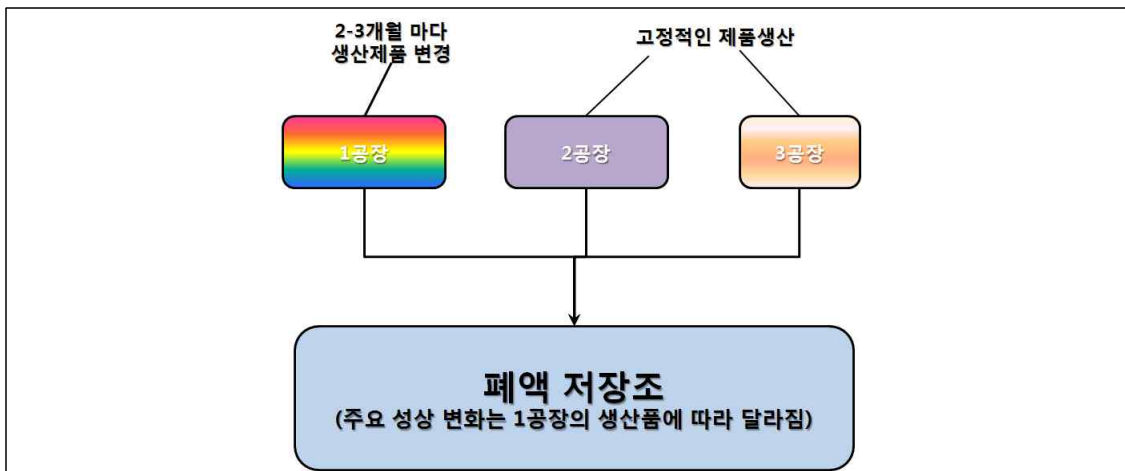 2-3개월 마다
생산제품 변경
고정적인 제품생산
1공장
2공장
3공장
폐액 저장조
(주요 성상 변화는 1공장의 생산품에 따라 달라짐)